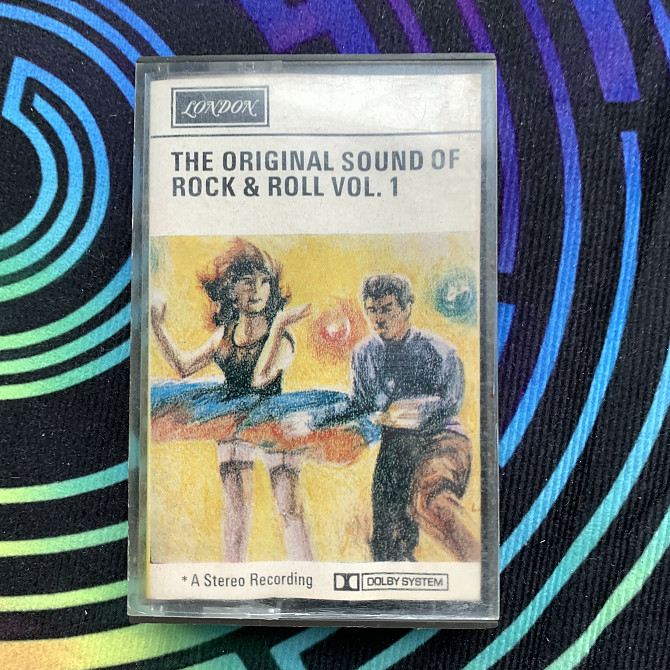 LONDON
THE ORIGINAL SOUND OF
ROCK & ROLL VOL. 1
* A Stereo Recording DOLBY SYSTEM